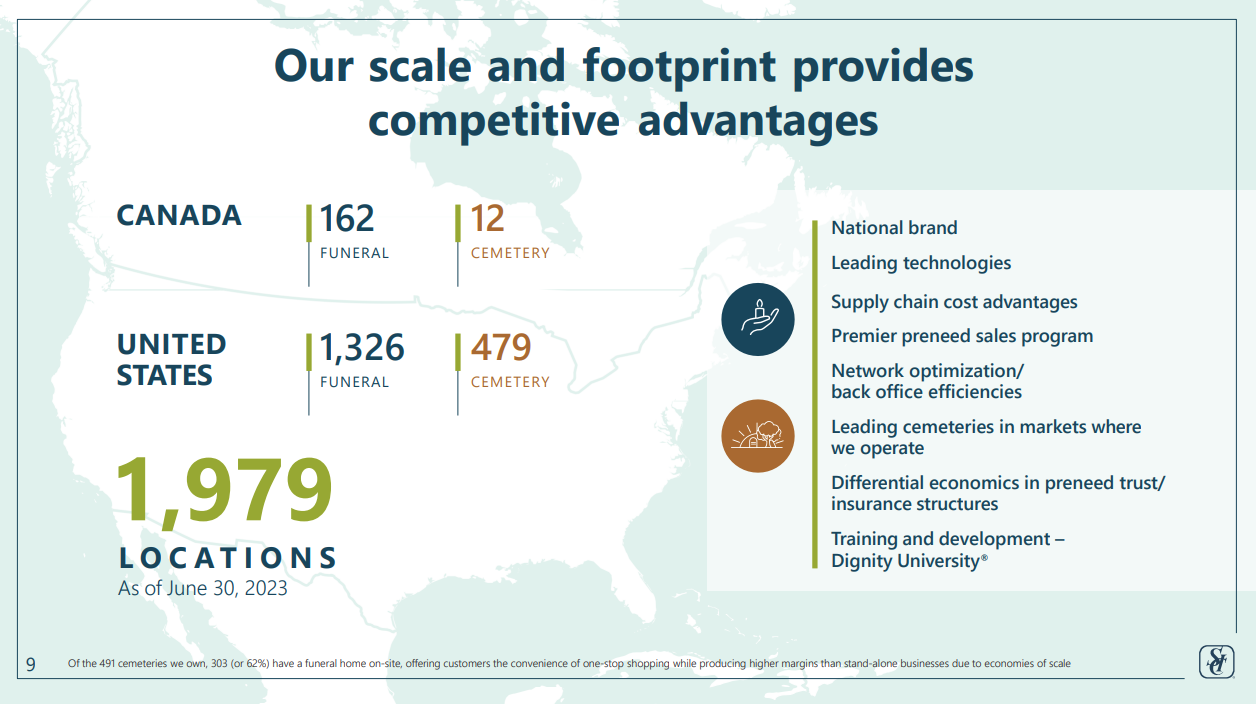 Our scale and footprint provides
competitive advantages
CANADA
162
FUNERAL
12
CEMETERY
UNITED
STATES
1,326
FUNERAL
479
CEMETERY
1,979
LOCATIONS
As of June 30, 2023
National brand
Leading technologies
Supply chain cost advantages
Premier preneed sales program
Network optimization/
back office efficiencies
Leading cemeteries in markets where
we operate
Differential economics in preneed trust/
insurance structures
Training and development –
Dignity University®
9
Of the 491 cemeteries we own, 303 (or 62%) have a funeral home on-site, offering customers the convenience of one-stop shopping while producing higher margins than stand-alone businesses due to economies of scale
SCI